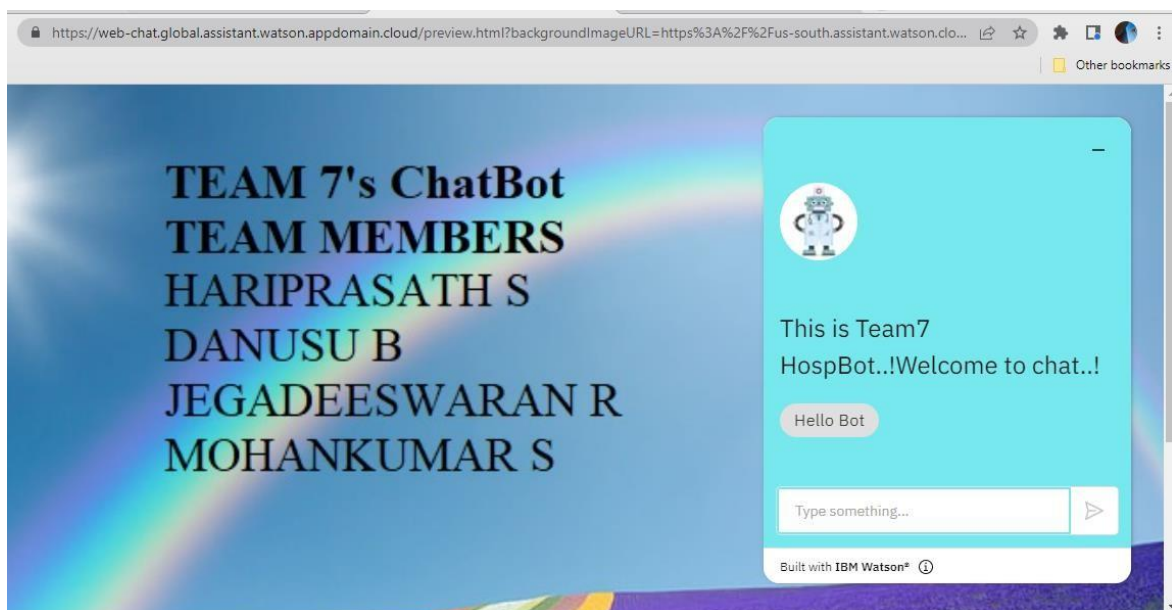 https://web-chat.global.assistant.watson.appdomain.cloud/preview.html?backgroundImageURL=https%3A%2F%2Fus-south.assistant.watson.clo...
Other bookmarks
TEAM 7's ChatBot
TEAM MEMBERS
HARIPRASATH S
DANUSU B
JEGADEESWARAN R
MOHANKUMAR S
This is Team7
HospBot..!Welcome to chat..!
Hello Bot
Type something...
Built with IBM Watson®